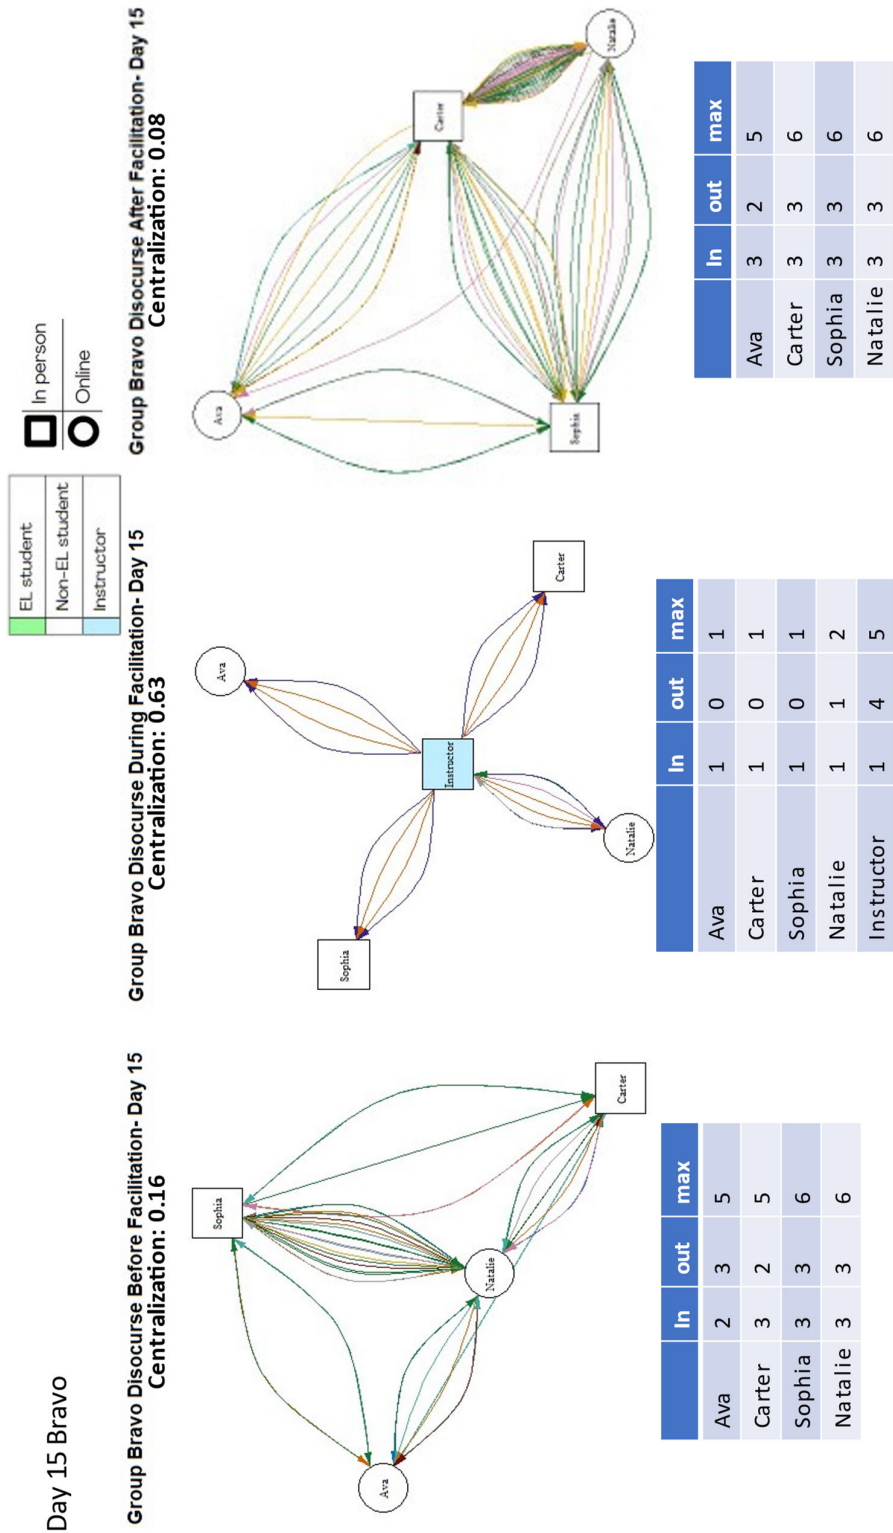 Day 15 Bravo
EL student
Non-EL student
Instructor
In person
Online
Group Bravo Disocurse Before Facilitation- Day 15
Centralization: 0.16
Sophia
Ava
Natalie
Carter
In out max
Ava 2 3 5
Carter 3 2 5
Sophia 3 3 6
Natalie 3 3 6
Group Bravo Disocurse During Facilitation- Day 15
Centralization: 0.63
Ava
Sophia
Instructor
Carter
Natalie
In out max
Ava 1 0 1
Carter 1 0 1
Sophia 1 0 1
Natalie 1 1 2
Instructor 1 4 5
Group Bravo Disocurse After Facilitation- Day 15
Centralization: 0.08
Ava
Carter
Sophia
Natalie
In out max
Ava 3 2 5
Carter 3 3 6
Sophia 3 3 6
Natalie 3 3 6